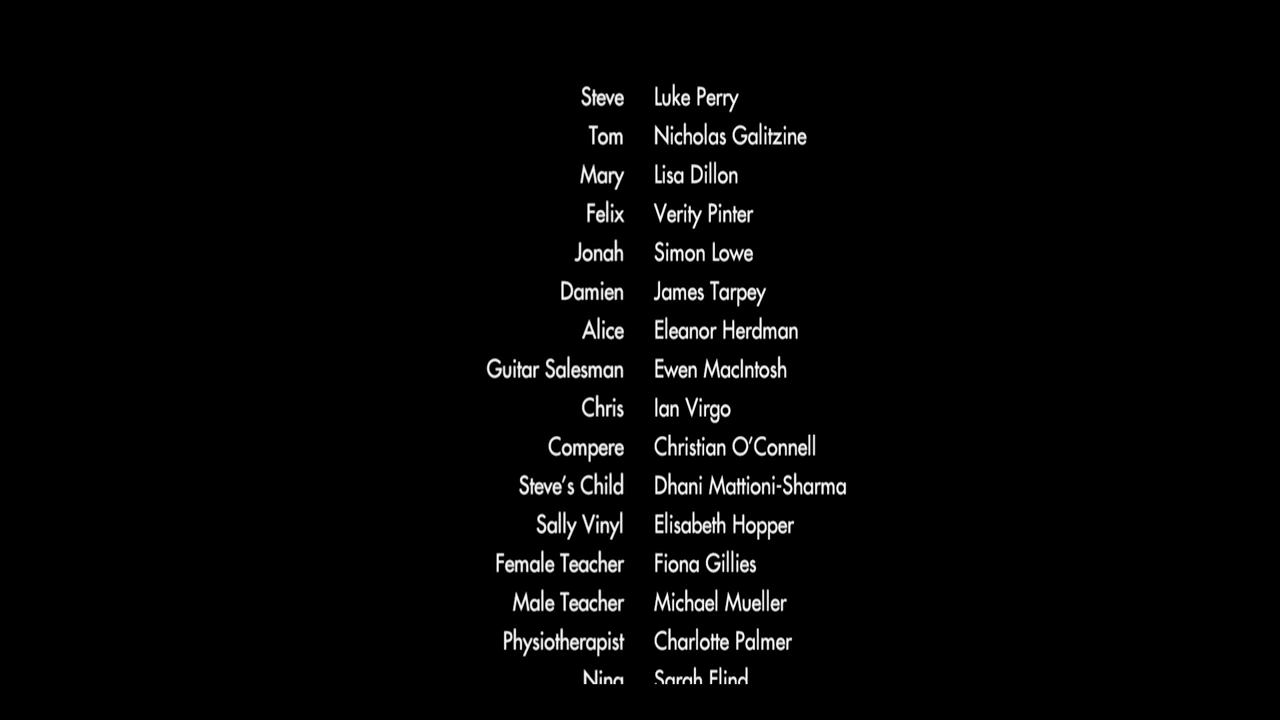 Steve Luke Perry
Tom Nicholas Galitzine
Mary Lisa Dillon
Felix Verity Pinter
Jonah Simon Lowe
Damien James Tarpey
Alice Eleanor Herdman
Guitar Salesman Ewen MacIntosh
Chris Ian Virgo
Compere Christian O'Connell
Steve's Child Dhani Mattioni-Sharma
Sally Vinyl Elisabeth Hopper
Female Teacher Fiona Gillies
Male Teacher Michael Mueller
Physiotherapist Charlotte Palmer
Nina Sarah